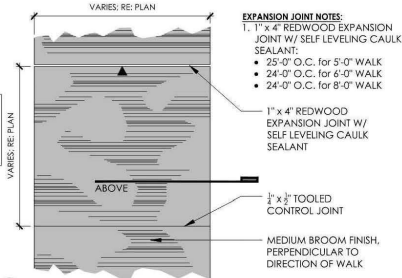 VARIES; RE: PLAN
EXPANSION JOINT NOTES:
1. 1" x 4" REDWOOD EXPANSION
JOINT W/ SELF LEVELING CAULK
SEALANT:
• 25'-0" O.C. for 5'-0" WALK
• 24'-0" O.C. for 6'-0" WALK
• 24'-0" O.C. for 8'-0" WALK
VARIES; RE: PLAN
1" x 4" REDWOOD
EXPANSION JOINT W/
SELF LEVELING CAULK
SEALANT
ABOVE
¼" x ½" TOOLED
CONTROL JOINT
MEDIUM BROOM FINISH,
PERPENDICULAR TO
DIRECTION OF WALK